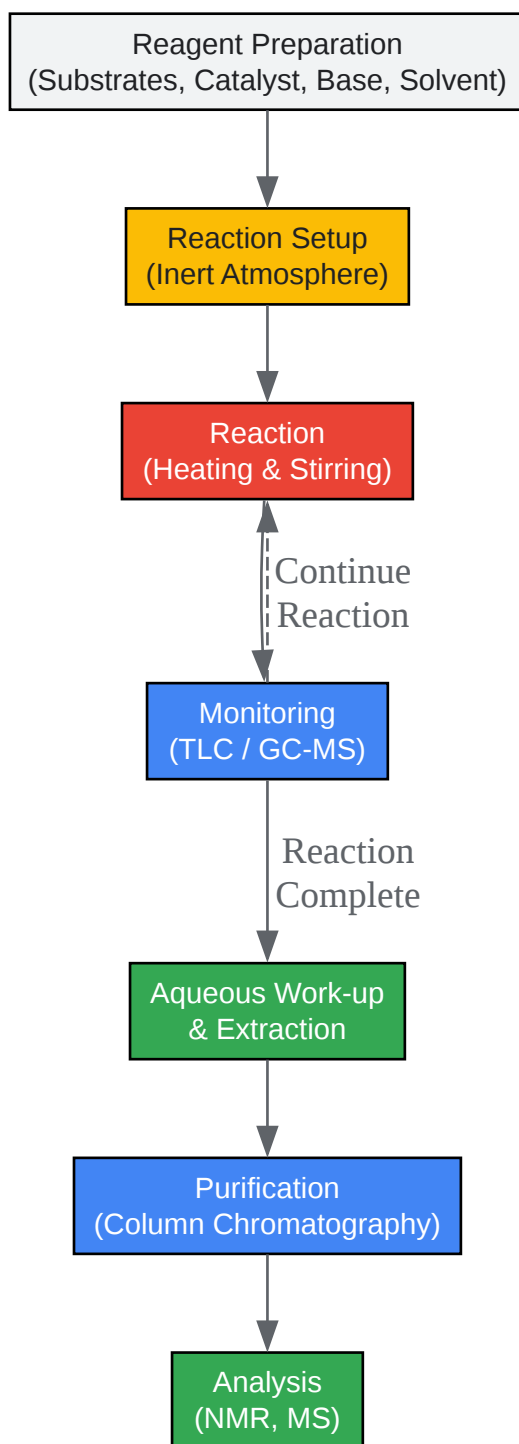 Reagent Preparation
(Substrates, Catalyst, Base, Solvent)
Reaction Setup
(Inert Atmosphere)
Reaction
(Heating & Stirring)
Continue
Reaction
Monitoring
(TLC / GC-MS)
Reaction
Complete
Aqueous Work-up
& Extraction
Purification
(Column Chromatography)
Analysis
(NMR, MS)